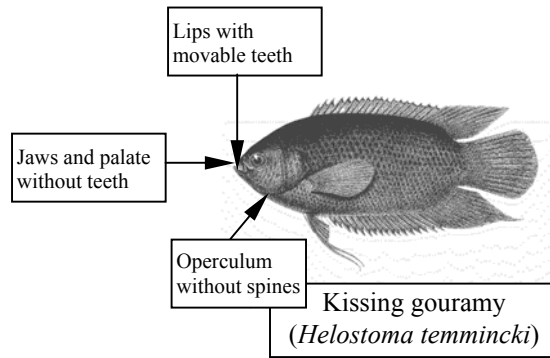 Lips with
movable teeth
Jaws and palate
without teeth
Operculum
without spines
Kissing gouramy
(Helostoma temmincki)